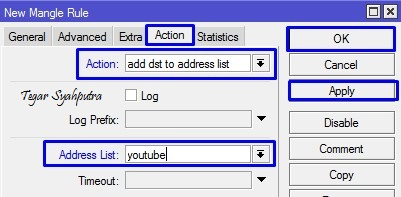 New Mangle Rule
General Advanced Extra Action Statistics
Action: add dst to address list
Tegar Syahputra
Log
Log Prefix:
Address List: youtube
Timeout:
OK
Cancel
Apply
Disable
Comment
Copy